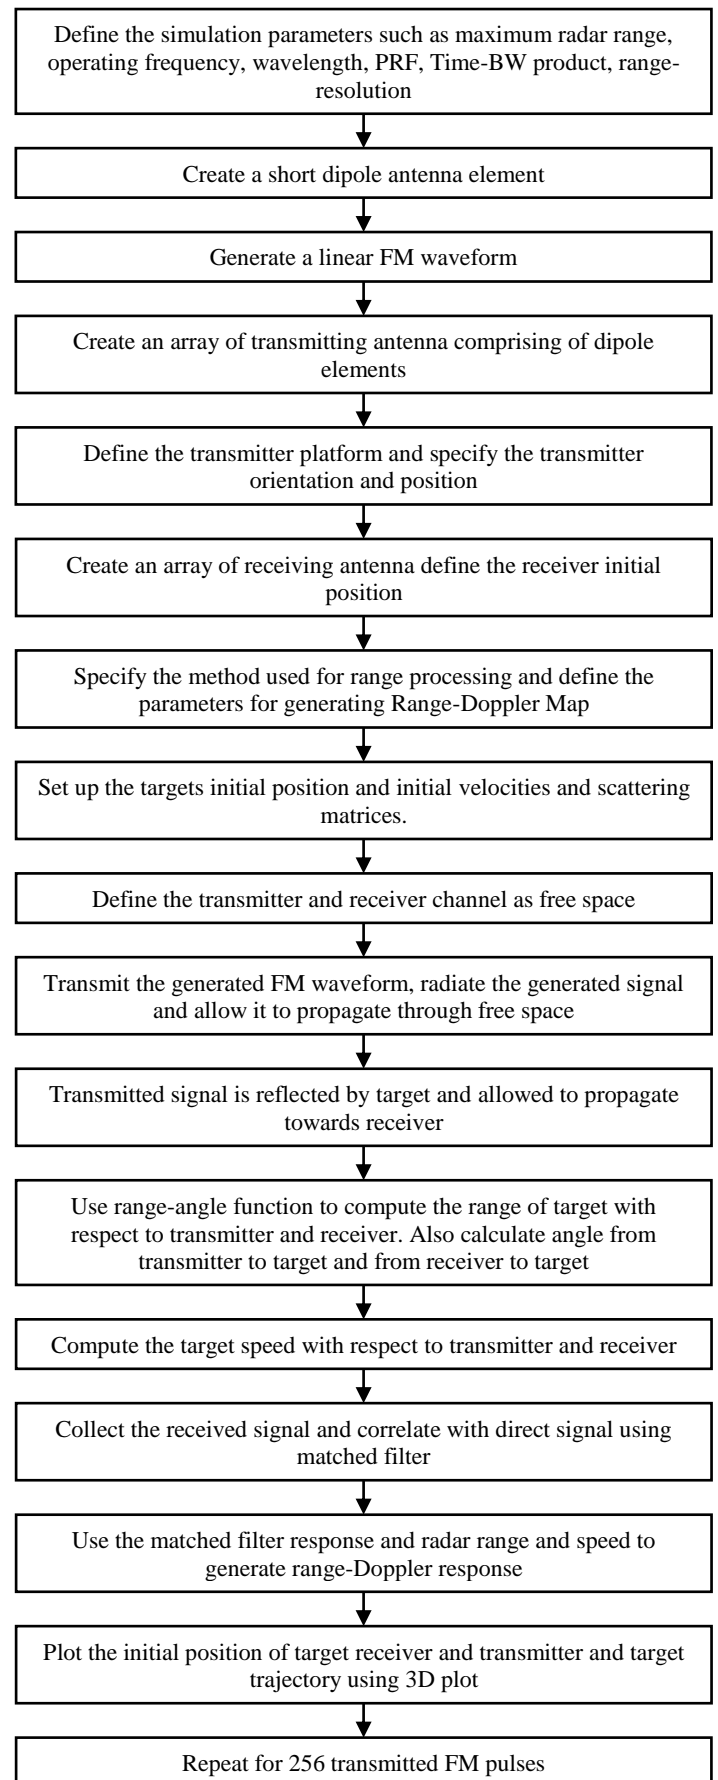 Define the simulation parameters such as maximum radar range,
operating frequency, wavelength, PRF, Time-BW product, range-
resolution
Create a short dipole antenna element
Generate a linear FM waveform
Create an array of transmitting antenna comprising of dipole
elements
Define the transmitter platform and specify the transmitter
orientation and position
Create an array of receiving antenna define the receiver initial
position
Specify the method used for range processing and define the
parameters for generating Range-Doppler Map
Set up the targets initial position and initial velocities and scattering
matrices.
Define the transmitter and receiver channel as free space
Transmit the generated FM waveform, radiate the generated signal
and allow it to propagate through free space
Transmitted signal is reflected by target and allowed to propagate
towards receiver
Use range-angle function to compute the range of target with
respect to transmitter and receiver. Also calculate angle from
transmitter to target and from receiver to target
Compute the target speed with respect to transmitter and receiver
Collect the received signal and correlate with direct signal using
matched filter
Use the matched filter response and radar range and speed to
generate range-Doppler response
Plot the initial position of target receiver and transmitter and target
trajectory using 3D plot
Repeat for 256 transmitted FM pulses